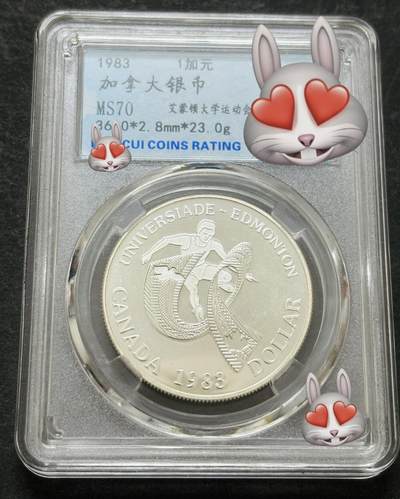 1983 1加元
加拿大银币
MS70 艾蒙顿大学运动会
36.0*2.8mm*23.0g
CUI COINS RATING
UNIVERSIADE - EDMONTON
CANADA 1983 DOLLAR